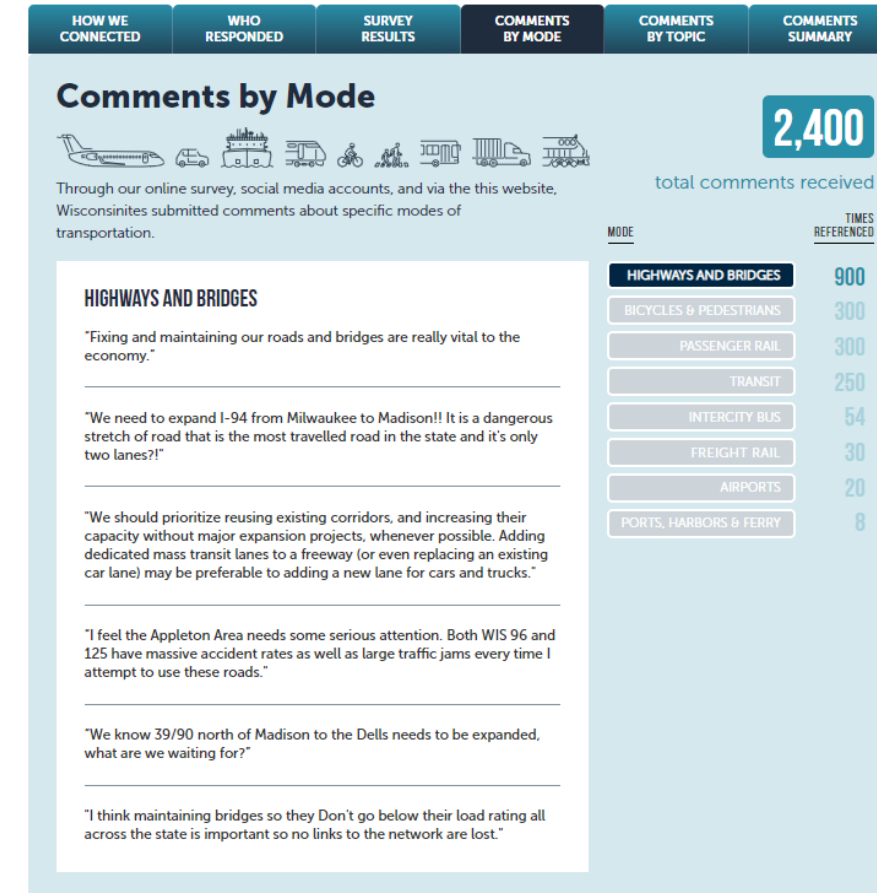 HOW WE CONNECTED
WHO RESPONDED
SURVEY RESULTS
COMMENTS BY MODE
COMMENTS BY TOPIC
COMMENTS SUMMARY
Comments by Mode
2,400
total comments received
Through our online survey, social media accounts, and via the this website,
Wisconsinites submitted comments about specific modes of
transportation.
MODE
TIMES REFERENCED
HIGHWAYS AND BRIDGES 900
BICYCLES & PEDESTRIANS 300
PASSENGER RAIL 300
TRANSIT 250
INTERCITY BUS 54
FREIGHT RAIL 30
AIRPORTS 20
PORTS, HARBORS & FERRY 8
HIGHWAYS AND BRIDGES
"Fixing and maintaining our roads and bridges are really vital to the
economy."
"We need to expand I-94 from Milwaukee to Madison!! It is a dangerous
stretch of road that is the most travelled road in the state and it's only
two lanes?!"
"We should prioritize reusing existing corridors, and increasing their
capacity without major expansion projects, whenever possible. Adding
dedicated mass transit lanes to a freeway (or even replacing an existing
car lane) may be preferable to adding a new lane for cars and trucks."
"I feel the Appleton Area needs some serious attention. Both WIS 96 and
125 have massive accident rates as well as large traffic jams every time I
attempt to use these roads."
"We know 39/90 north of Madison to the Dells needs to be expanded,
what are we waiting for?"
"I think maintaining bridges so they Don't go below their load rating all
across the state is important so no links to the network are lost."